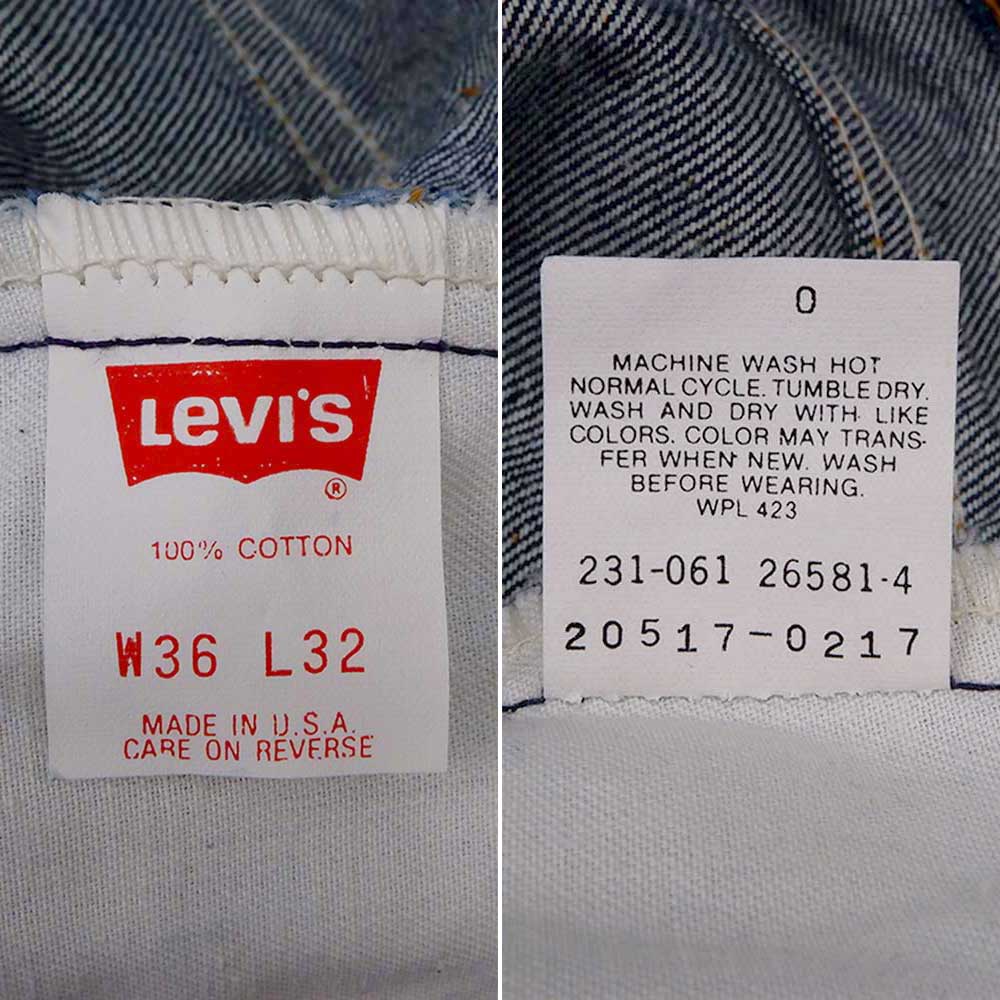 Levi's
®
100% COTTON
W36 L32
MADE IN U.S.A.
CARE ON REVERSE
0
MACHINE WASH HOT
NORMAL CYCLE. TUMBLE DRY.
WASH AND DRY WITH LIKE
COLORS. COLOR MAY TRANS-
FER WHEN NEW. WASH
BEFORE WEARING.
WPL 423
231-061 26581-4
20517-0217